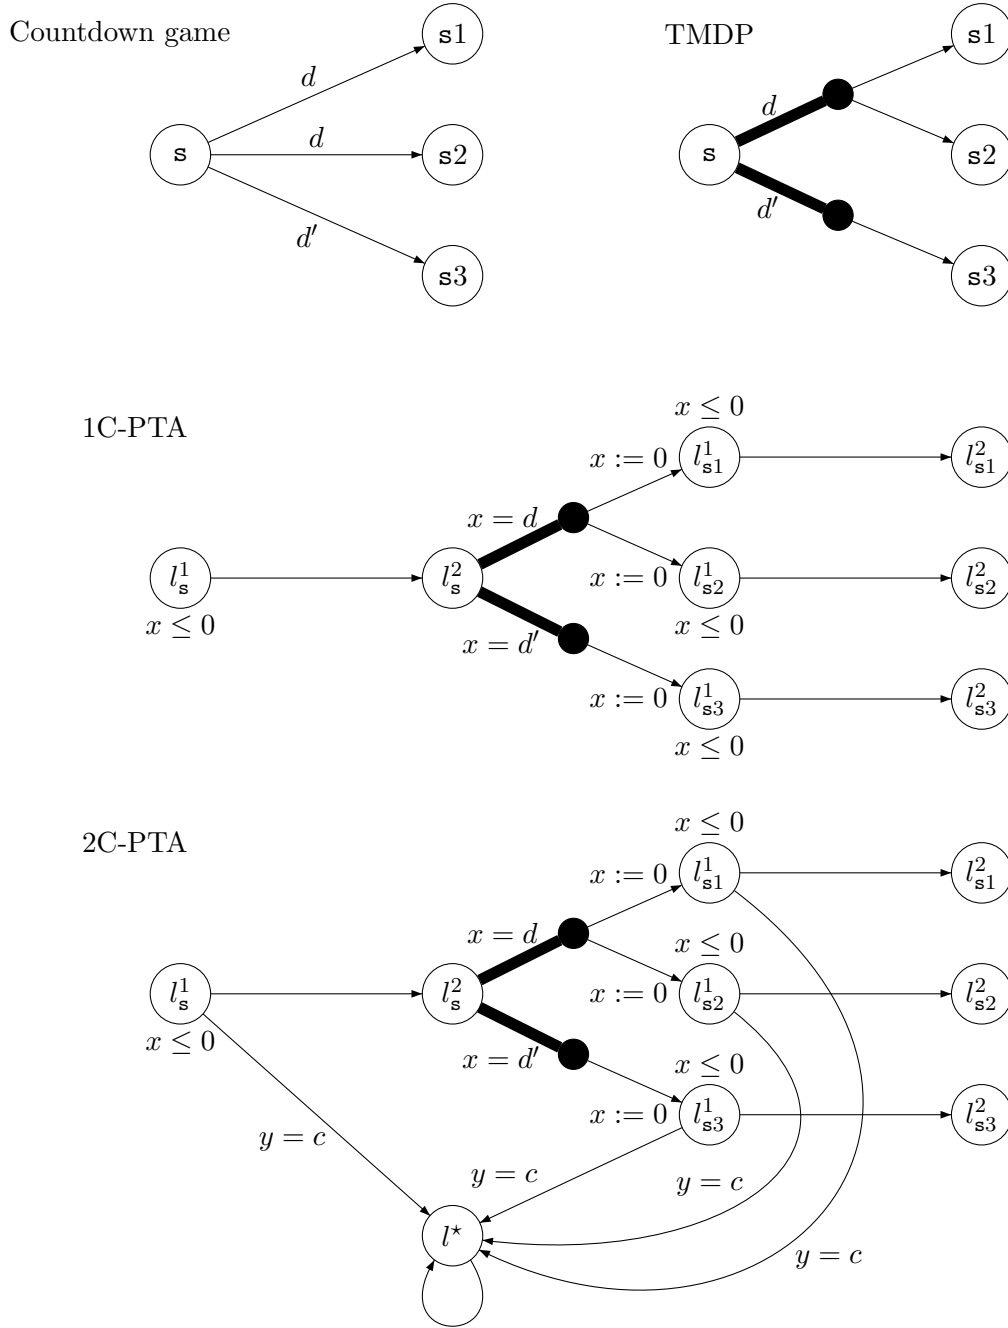 Countdown game
s
d
d
d′
s1
s2
s3
TMDP
s
d
d′
s1
s2
s3
1C-PTA
l¹ₛ
x ≤ 0
l²ₛ
x = d
x = d′
x := 0
x := 0
x := 0
x ≤ 0
l¹ₛ₁
l¹ₛ₂
x ≤ 0
l¹ₛ₃
x ≤ 0
l²ₛ₁
l²ₛ₂
l²ₛ₃
2C-PTA
l¹ₛ
x ≤ 0
l²ₛ
x = d
x = d′
x := 0
x := 0
x := 0
x ≤ 0
l¹ₛ₁
x ≤ 0
l¹ₛ₂
x ≤ 0
l¹ₛ₃
l²ₛ₁
l²ₛ₂
l²ₛ₃
y = c
y = c
y = c
y = c
l⋆